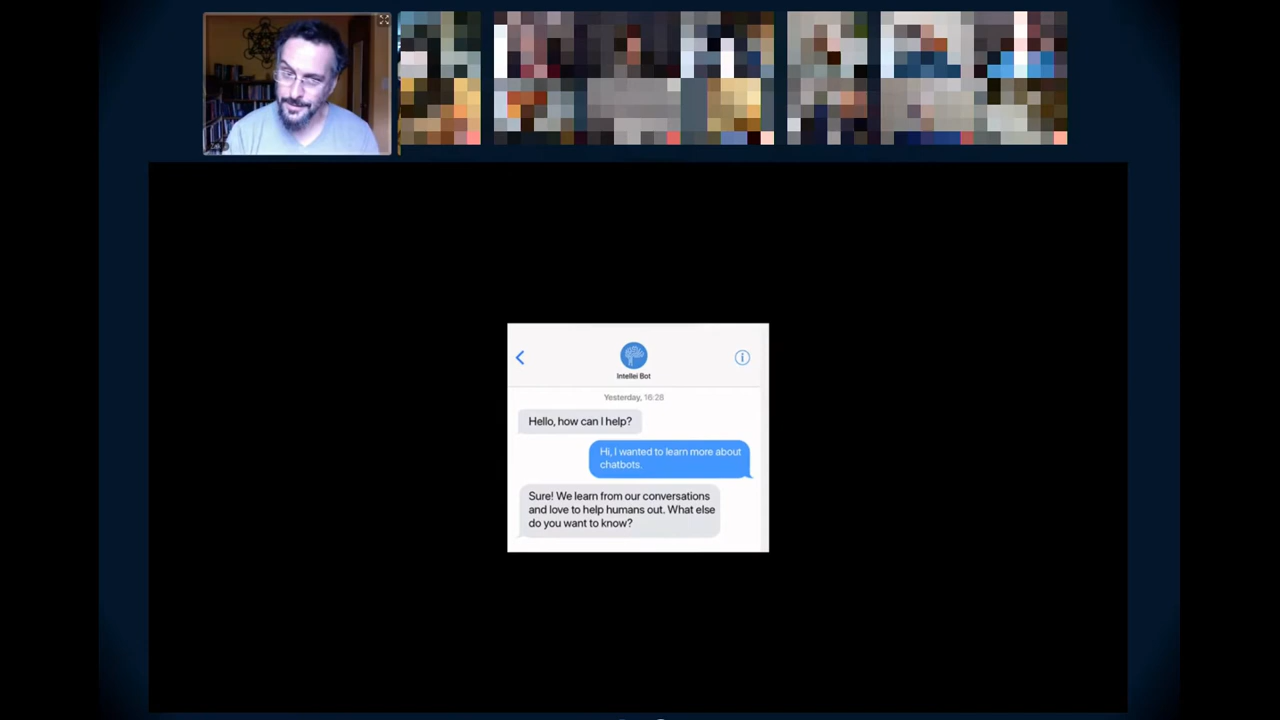 Intellei Bot
Yesterday, 16:28
Hello, how can I help?
Hi, I wanted to learn more about
chatbots.
Sure! We learn from our conversations
and love to help humans out. What else
do you want to know?